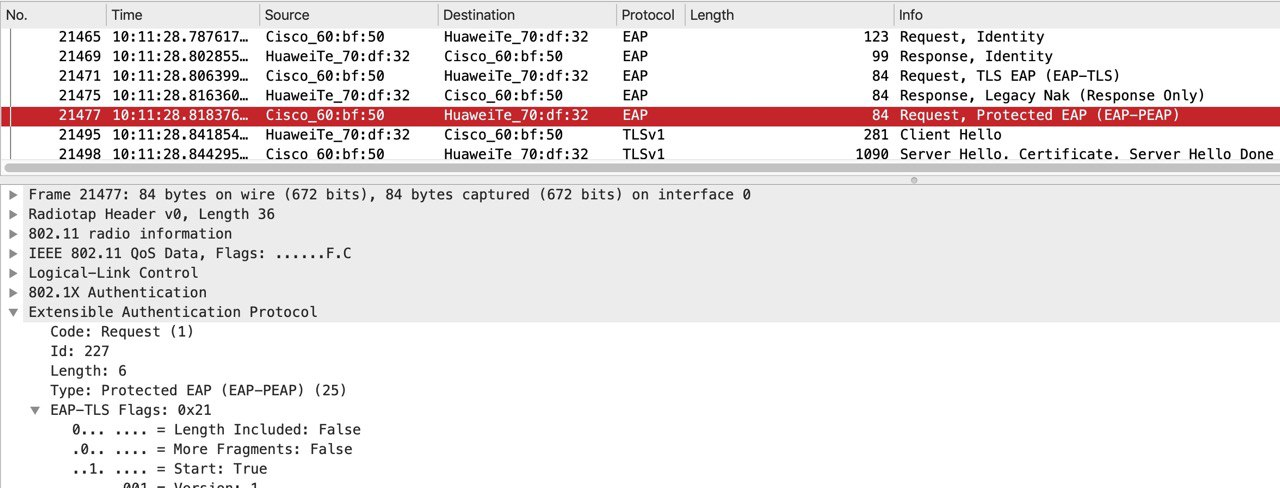 No. Time Source Destination Protocol Length Info
21465 10:11:28.787617… Cisco_60:bf:50 HuaweiTe_70:df:32 EAP 123 Request, Identity
21469 10:11:28.802855… HuaweiTe_70:df:32 Cisco_60:bf:50 EAP 99 Response, Identity
21471 10:11:28.806399… Cisco_60:bf:50 HuaweiTe_70:df:32 EAP 84 Request, TLS EAP (EAP-TLS)
21475 10:11:28.816360… HuaweiTe_70:df:32 Cisco_60:bf:50 EAP 84 Response, Legacy Nak (Response Only)
21477 10:11:28.818376… Cisco_60:bf:50 HuaweiTe_70:df:32 EAP 84 Request, Protected EAP (EAP-PEAP)
21495 10:11:28.841854… HuaweiTe_70:df:32 Cisco_60:bf:50 TLSv1 281 Client Hello
21498 10:11:28.844295… Cisco_60:bf:50 HuaweiTe_70:df:32 TLSv1 1090 Server Hello, Certificate, Server Hello Done
Frame 21477: 84 bytes on wire (672 bits), 84 bytes captured (672 bits) on interface 0
Radiotap Header v0, Length 36
802.11 radio information
IEEE 802.11 QoS Data, Flags: ......F.C
Logical-Link Control
802.1X Authentication
Extensible Authentication Protocol
Code: Request (1)
Id: 227
Length: 6
Type: Protected EAP (EAP-PEAP) (25)
EAP-TLS Flags: 0x21
0... .... = Length Included: False
.0.. .... = More Fragments: False
..1. .... = Start: True
.... .001 = Version: 1